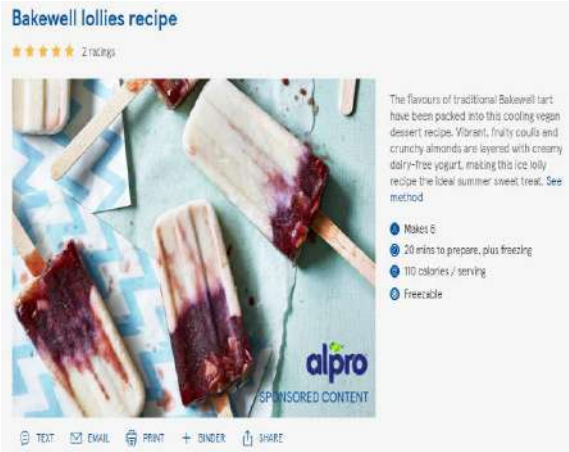 Bakewell lollies recipe
2 ratings
The flavours of traditional Bakewell tart
have been packed into this cooling vegan
dessert recipe. Vibrant, fruity coulis and
crunchy almonds are layered with creamy
dairy-free yogurt, making this ice lolly
recipe the ideal summer sweet treat. See
method
Makes 6
20 mins to prepare, plus freezing
110 calories / serving
Freezable
alpro
SPONSORED CONTENT
TEXT EMAIL PRINT + BINDER SHARE